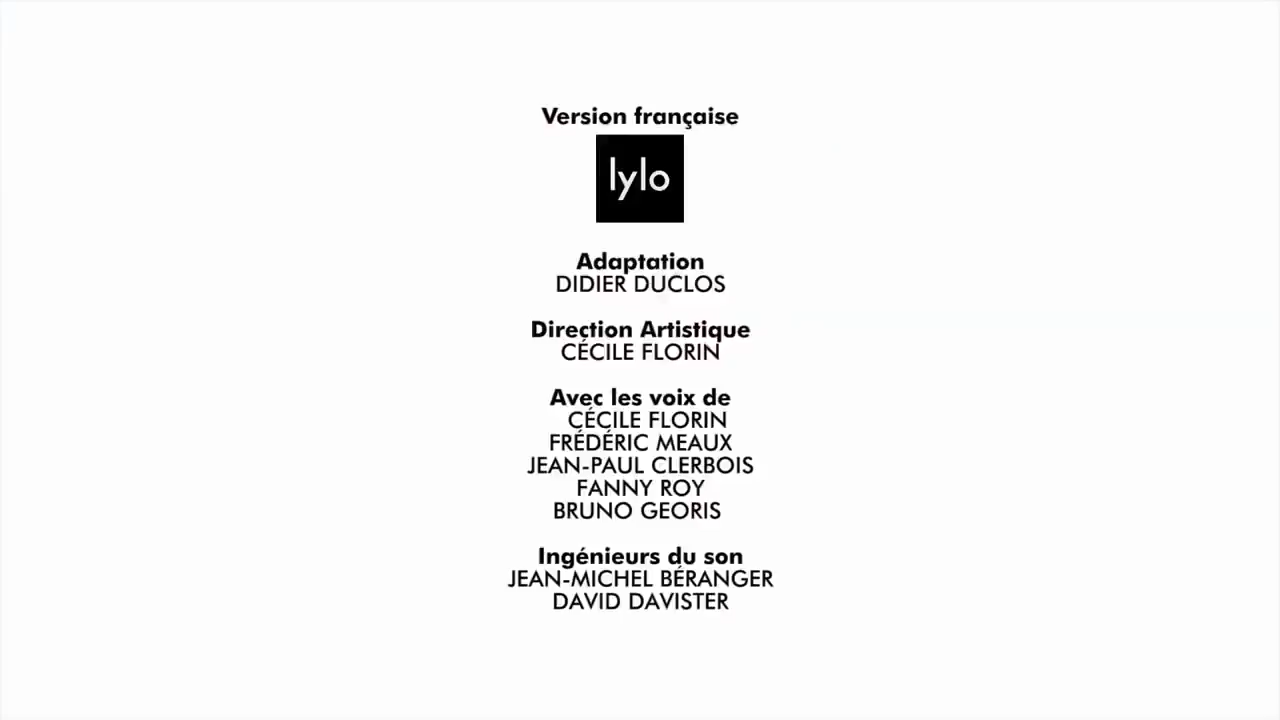 Version française
lylo
Adaptation
DIDIER DUCLOS
Direction Artistique
CÉCILE FLORIN
Avec les voix de
CÉCILE FLORIN
FRÉDÉRIC MEAUX
JEAN-PAUL CLERBOIS
FANNY ROY
BRUNO GEORIS
Ingénieurs du son
JEAN-MICHEL BÉRANGER
DAVID DAVISTER